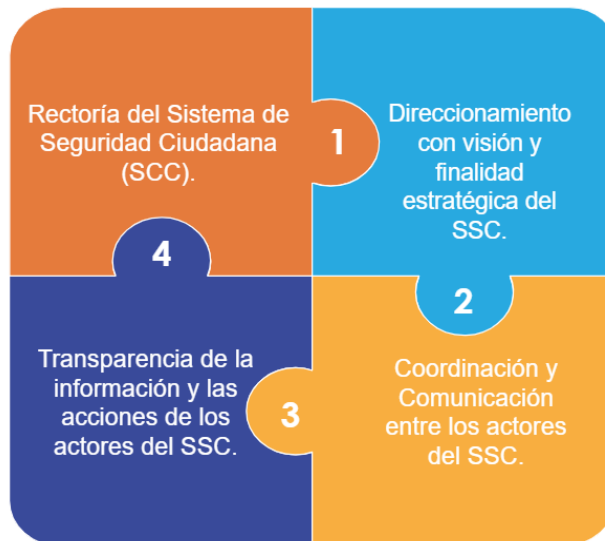 Rectoría del Sistema de
Seguridad Ciudadana
(SCC).
1
Direccionamiento
con visión y
finalidad
estratégica del
SSC.
2
Coordinación y
Comunicación
entre los actores
del SSC.
3
Transparencia de la
información y las
acciones de los
actores del SSC.
4